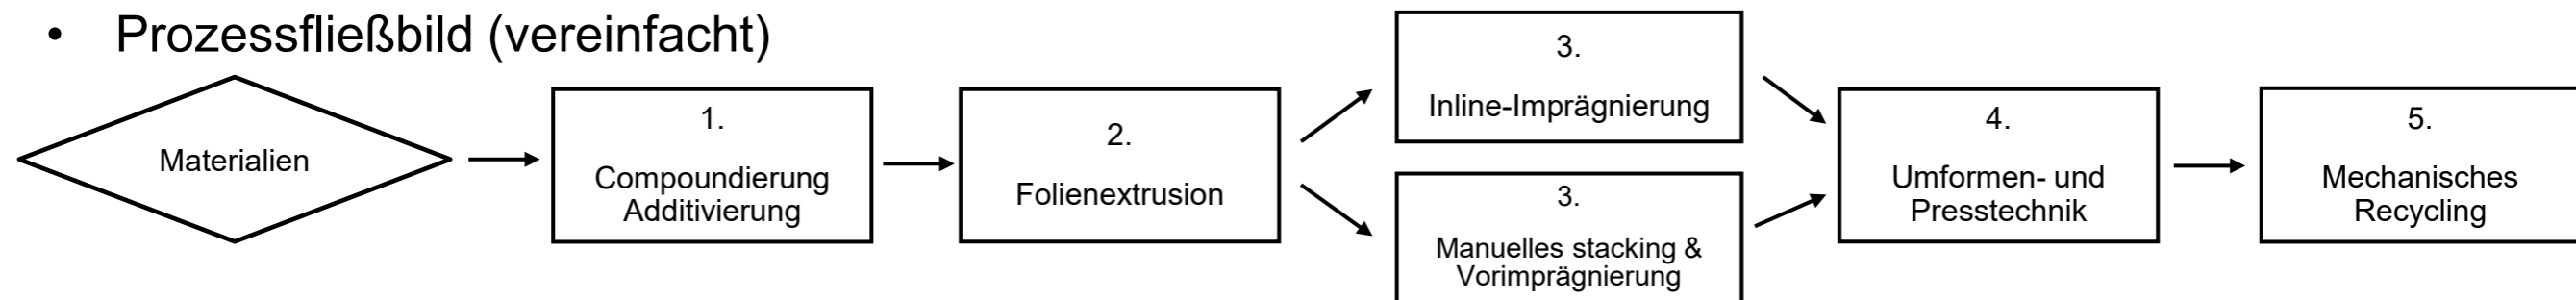 • Prozessfließbild (vereinfacht)
Materialien
1.
Compoundierung
Additivierung
2.
Folienextrusion
3.
Inline-Imprägnierung
3.
Manuelles stacking &
Vorimprägnierung
4.
Umformen- und
Presstechnik
5.
Mechanisches
Recycling